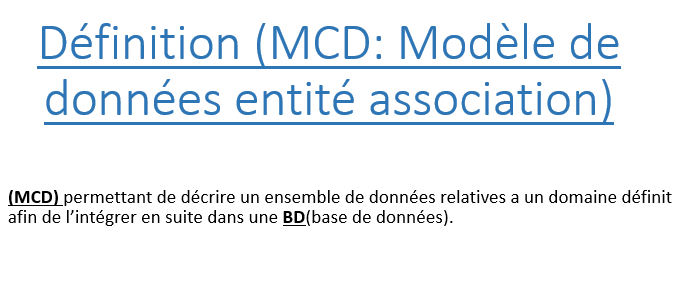 Définition (MCD: Modèle de
données entité association)
(MCD) permettant de décrire un ensemble de données relatives a un domaine définit
afin de l’intégrer en suite dans une BD(base de données).